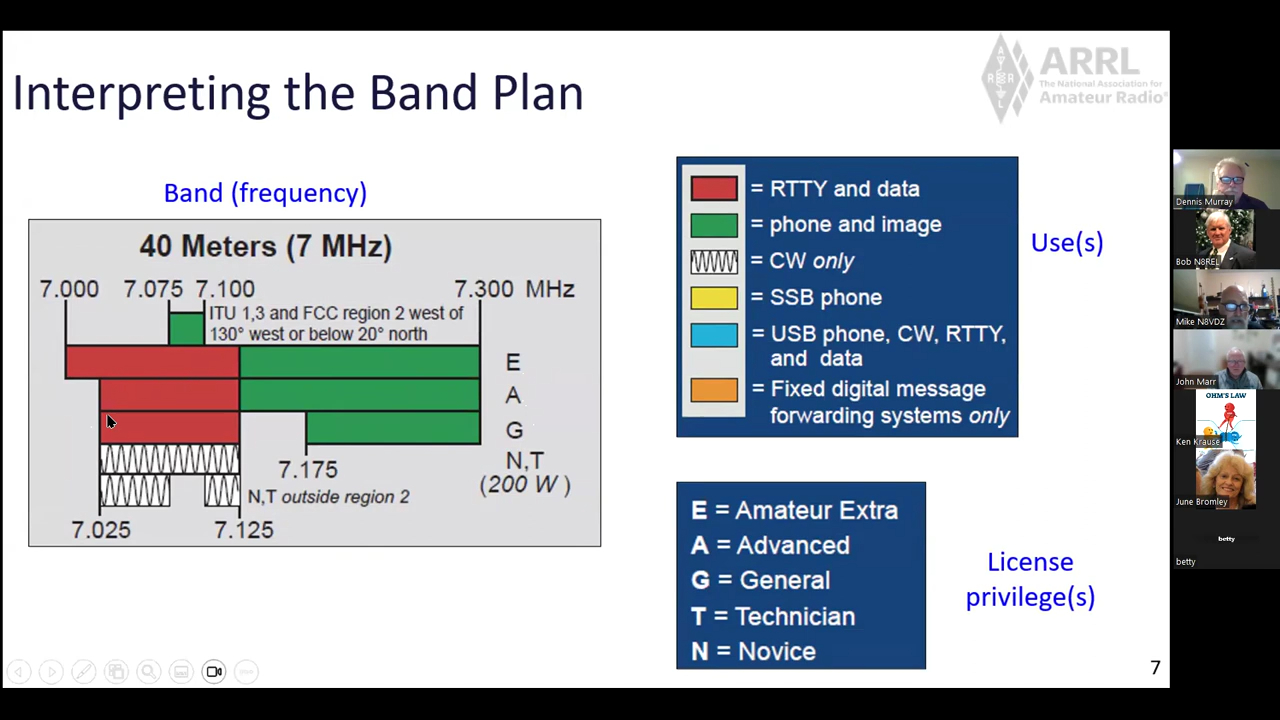 Interpreting the Band Plan
ARRL
The National Association for
Amateur Radio®
Band (frequency)
40 Meters (7 MHz)
7.000 7.075 7.100 7.300 MHz
ITU 1,3 and FCC region 2 west of
130° west or below 20° north
E
A
G
7.175
N,T
(200 W )
N,T outside region 2
7.025 7.125
= RTTY and data
= phone and image
= CW only
= SSB phone
= USB phone, CW, RTTY,
and data
= Fixed digital message
forwarding systems only
Use(s)
E = Amateur Extra
A = Advanced
G = General
T = Technician
N = Novice
License
privilege(s)
7
Dennis Murray
Bob N8REL
Mike N8VDZ
John Marr
OHM'S LAW
Ken Krause
June Bromley
betty
betty